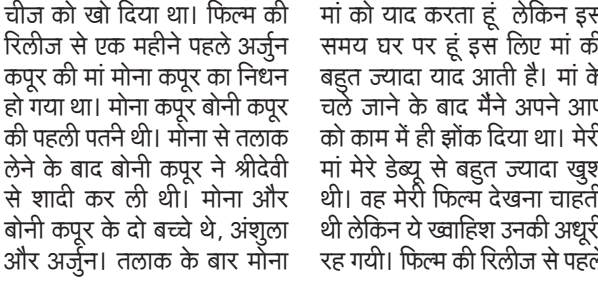 चीज को खो दिया था। फिल्म की
रिलीज से एक महीने पहले अर्जुन
कपूर की मां मोना कपूर का निधन
हो गया था। मोना कपूर बोनी कपूर
की पहली पतनी थी। मोना से तलाक
लेने के बाद बोनी कपूर ने श्रीदेवी
से शादी कर ली थी। मोना और
बोनी कपूर के दो बच्चे थे, अंशुला
और अर्जुन। तलाक के बार मोना
मां को याद करता हूं लेकिन इस
समय घर पर हूं इस लिए मां की
बहुत ज्यादा याद आती है। मां के
चले जाने के बाद मैंने अपने आप
को काम में ही झोंक दिया था। मेरी
मां मेरे डेब्यू से बहुत ज्यादा खुश
थी। वह मेरी फिल्म देखना चाहती
थी लेकिन ये ख्वाहिश उनकी अधूरी
रह गयी। फिल्म की रिलीज से पहले